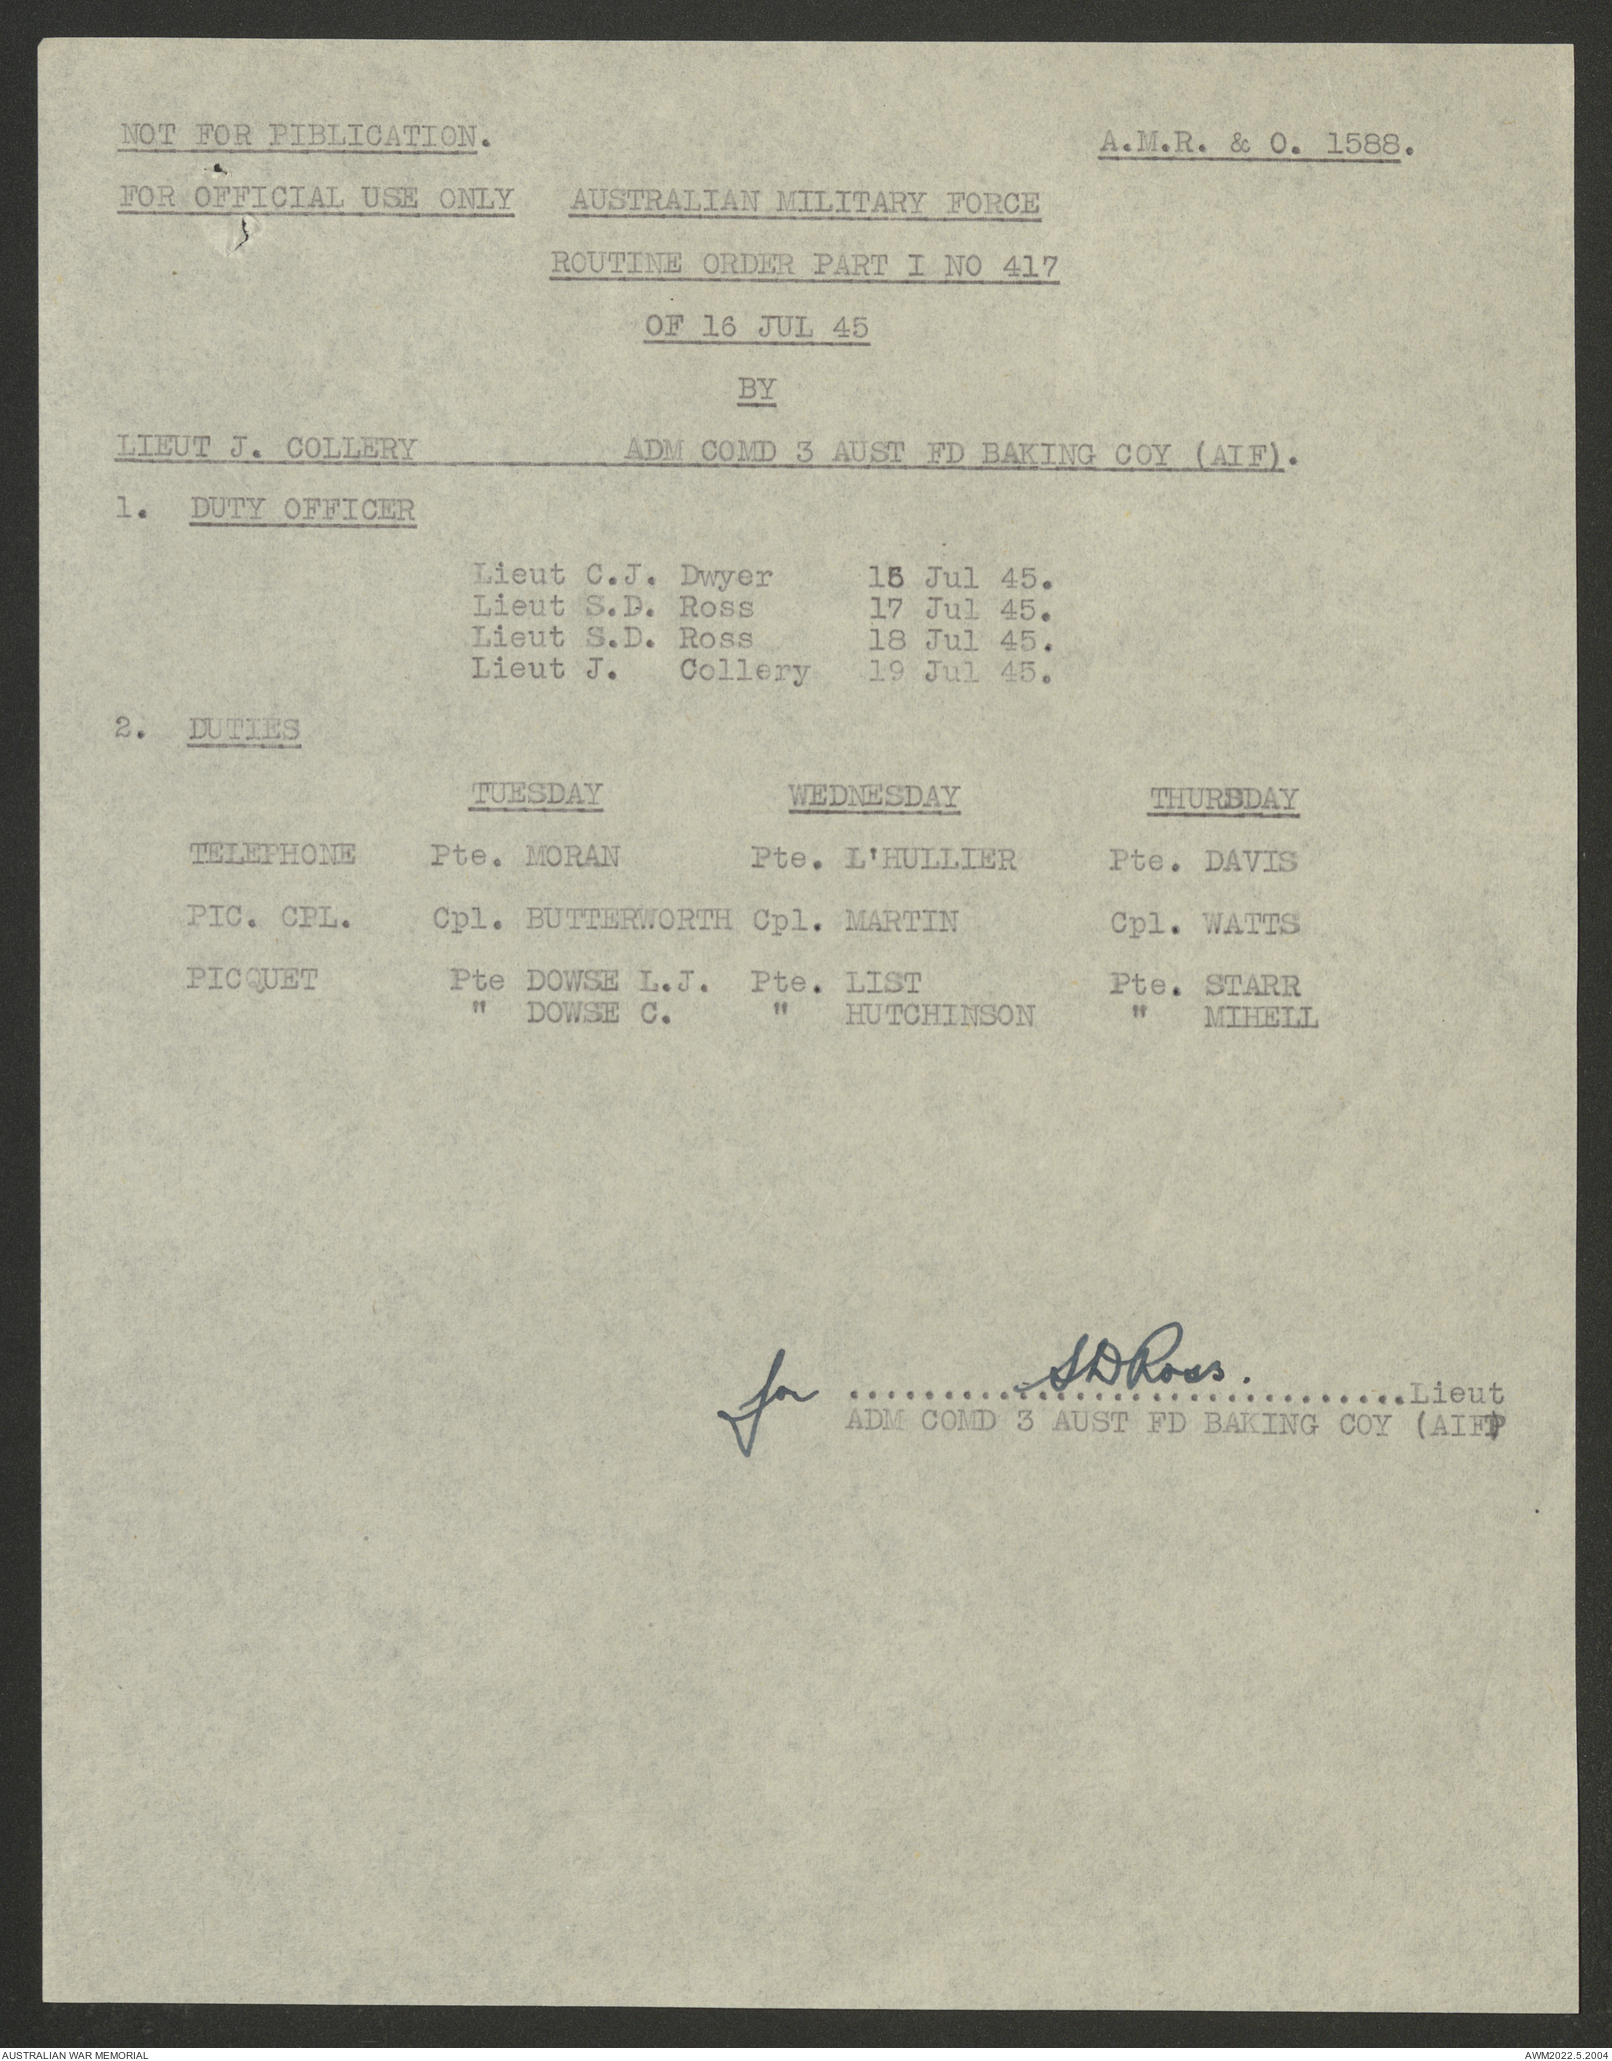 NOT FOR PIBLICATION. A.M.R. & O. 1588.
FOR OFFICIAL USE ONLY AUSTRALIAN MILITARY FORCE
ROUTINE ORDER PART I NO 417
OF 16 JUL 45
BY
LIEUT J. COLLERY ADM COMD 3 AUST FD BAKING COY (AIF).
1. DUTY OFFICER
Lieut C.J. Dwyer 16 Jul 45.
Lieut S.D. Ross 17 Jul 45.
Lieut S.D. Ross 18 Jul 45.
Lieut J. Collery 19 Jul 45.
2. DUTIES
TUESDAY WEDNESDAY THURSDAY
TELEPHONE Pte. MORAN Pte. L'HULLIER Pte. DAVIS
PIC. CPL. Cpl. BUTTERWORTH Cpl. MARTIN Cpl. WATTS
PICQUET Pte DOWSE L.J. Pte. LIST Pte. STARR
" DOWSE C. " HUTCHINSON " MIHELL
for SDRoss. ..............................Lieut
ADM COMD 3 AUST FD BAKING COY (AIF)
AUSTRALIAN WAR MEMORIAL AWM2022.5.2004